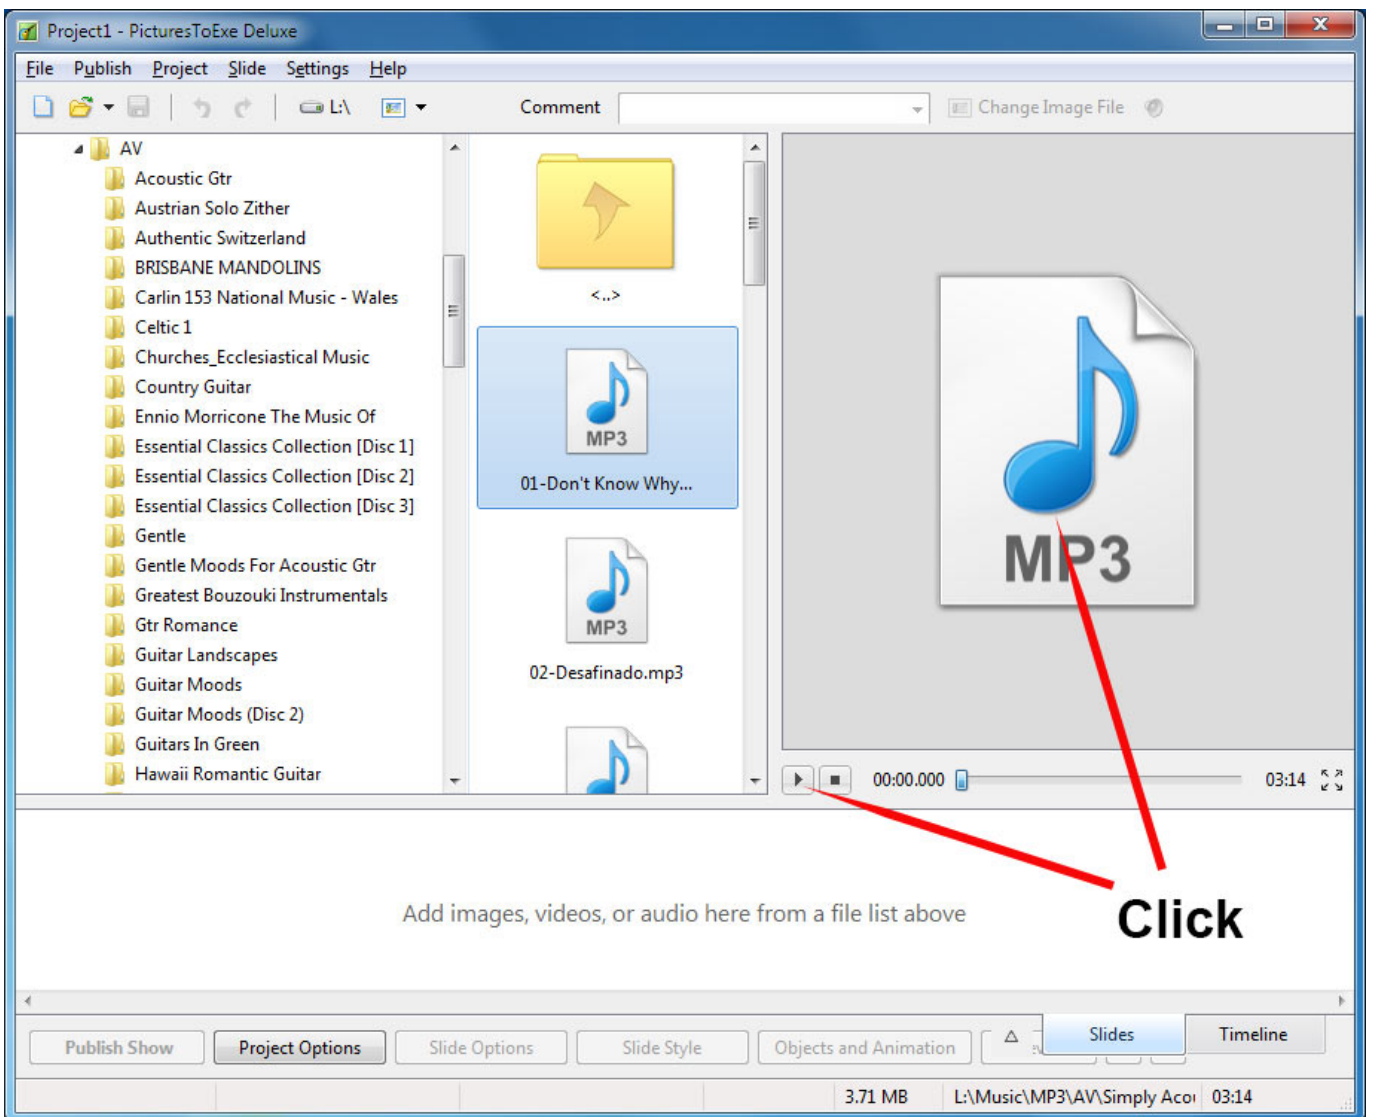 Project1 - PicturesToExe Deluxe
File Publish Project Slide Settings Help
L:\ Comment Change Image File
AV
Acoustic Gtr
Austrian Solo Zither
Authentic Switzerland
BRISBANE MANDOLINS
Carlin 153 National Music - Wales
Celtic 1
Churches_Ecclesiastical Music
Country Guitar
Ennio Morricone The Music Of
Essential Classics Collection [Disc 1]
Essential Classics Collection [Disc 2]
Essential Classics Collection [Disc 3]
Gentle
Gentle Moods For Acoustic Gtr
Greatest Bouzouki Instrumentals
Gtr Romance
Guitar Landscapes
Guitar Moods
Guitar Moods (Disc 2)
Guitars In Green
Hawaii Romantic Guitar
<..>
MP3
01-Don't Know Why...
MP3
02-Desafinado.mp3
MP3
00:00.000 03:14
Click
Add images, videos, or audio here from a file list above
Publish Show Project Options Slide Options Slide Style Objects and Animation Slides Timeline
3.71 MB L:\Music\MP3\AV\Simply Acou 03:14